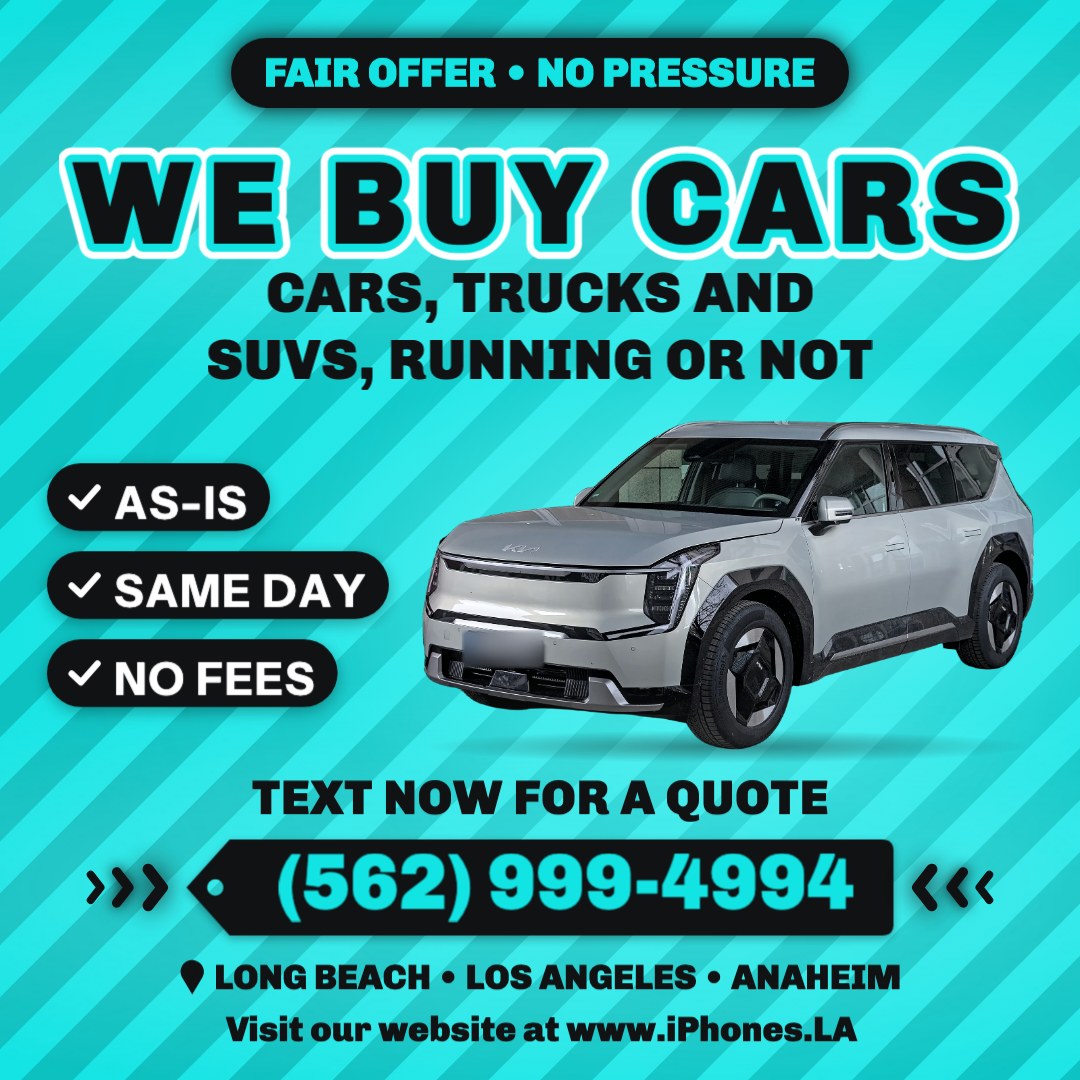 FAIR OFFER • NO PRESSURE
WE BUY CARS
CARS, TRUCKS AND
SUVS, RUNNING OR NOT
AS-IS
SAME DAY
NO FEES
KIA
TEXT NOW FOR A QUOTE
(562) 999-4994
LONG BEACH • LOS ANGELES • ANAHEIM
Visit our website at www.iPhones.LA